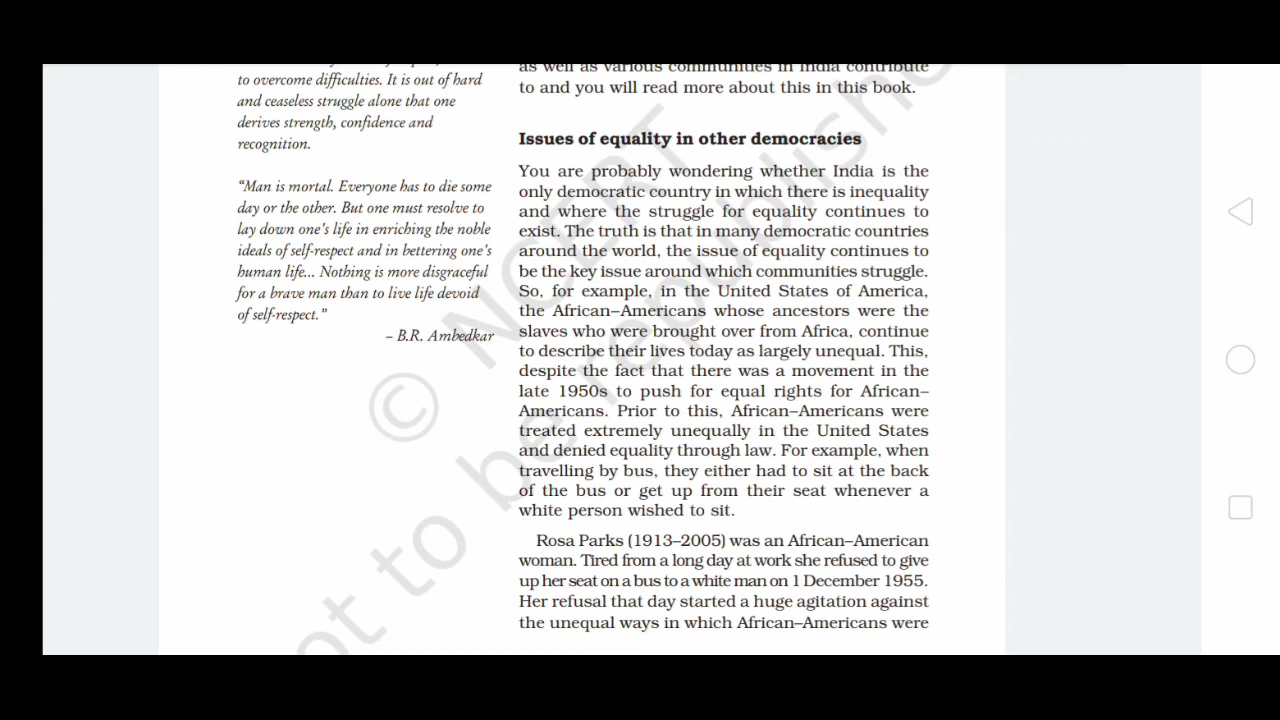 to overcome difficulties. It is out of hard
and ceaseless struggle alone that one
derives strength, confidence and
recognition.
“Man is mortal. Everyone has to die some
day or the other. But one must resolve to
lay down one’s life in enriching the noble
ideals of self-respect and in bettering one’s
human life... Nothing is more disgraceful
for a brave man than to live life devoid
of self-respect.”
– B.R. Ambedkar
as well as various communities in India contribute
to and you will read more about this in this book.
Issues of equality in other democracies
You are probably wondering whether India is the
only democratic country in which there is inequality
and where the struggle for equality continues to
exist. The truth is that in many democratic countries
around the world, the issue of equality continues to
be the key issue around which communities struggle.
So, for example, in the United States of America,
the African–Americans whose ancestors were the
slaves who were brought over from Africa, continue
to describe their lives today as largely unequal. This,
despite the fact that there was a movement in the
late 1950s to push for equal rights for African–
Americans. Prior to this, African–Americans were
treated extremely unequally in the United States
and denied equality through law. For example, when
travelling by bus, they either had to sit at the back
of the bus or get up from their seat whenever a
white person wished to sit.
Rosa Parks (1913–2005) was an African–American
woman. Tired from a long day at work she refused to give
up her seat on a bus to a white man on 1 December 1955.
Her refusal that day started a huge agitation against
the unequal ways in which African–Americans were
© NCERT
to be republished